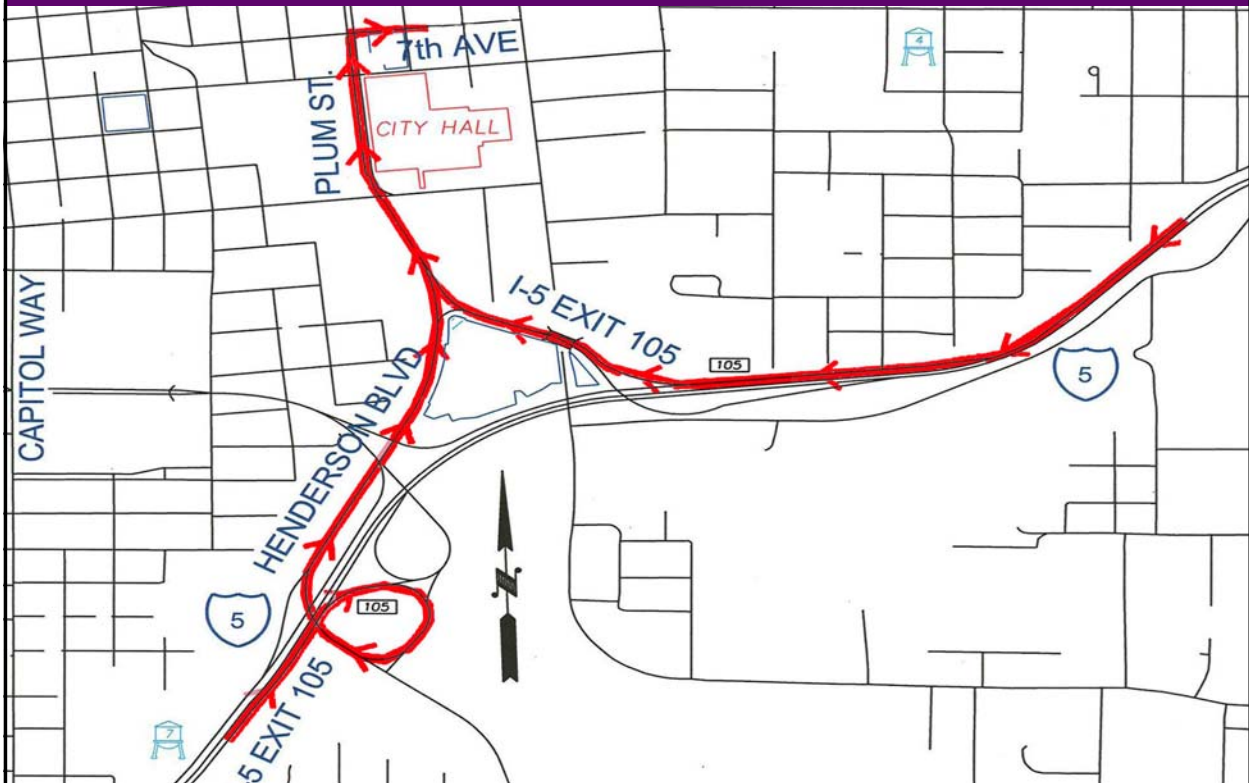 4
7th AVE
PLUM ST.
CITY HALL
CAPITOL WAY
I-5 EXIT 105
105
5
HENDERSON BLVD
N
105
5
-5 EXIT 105
7